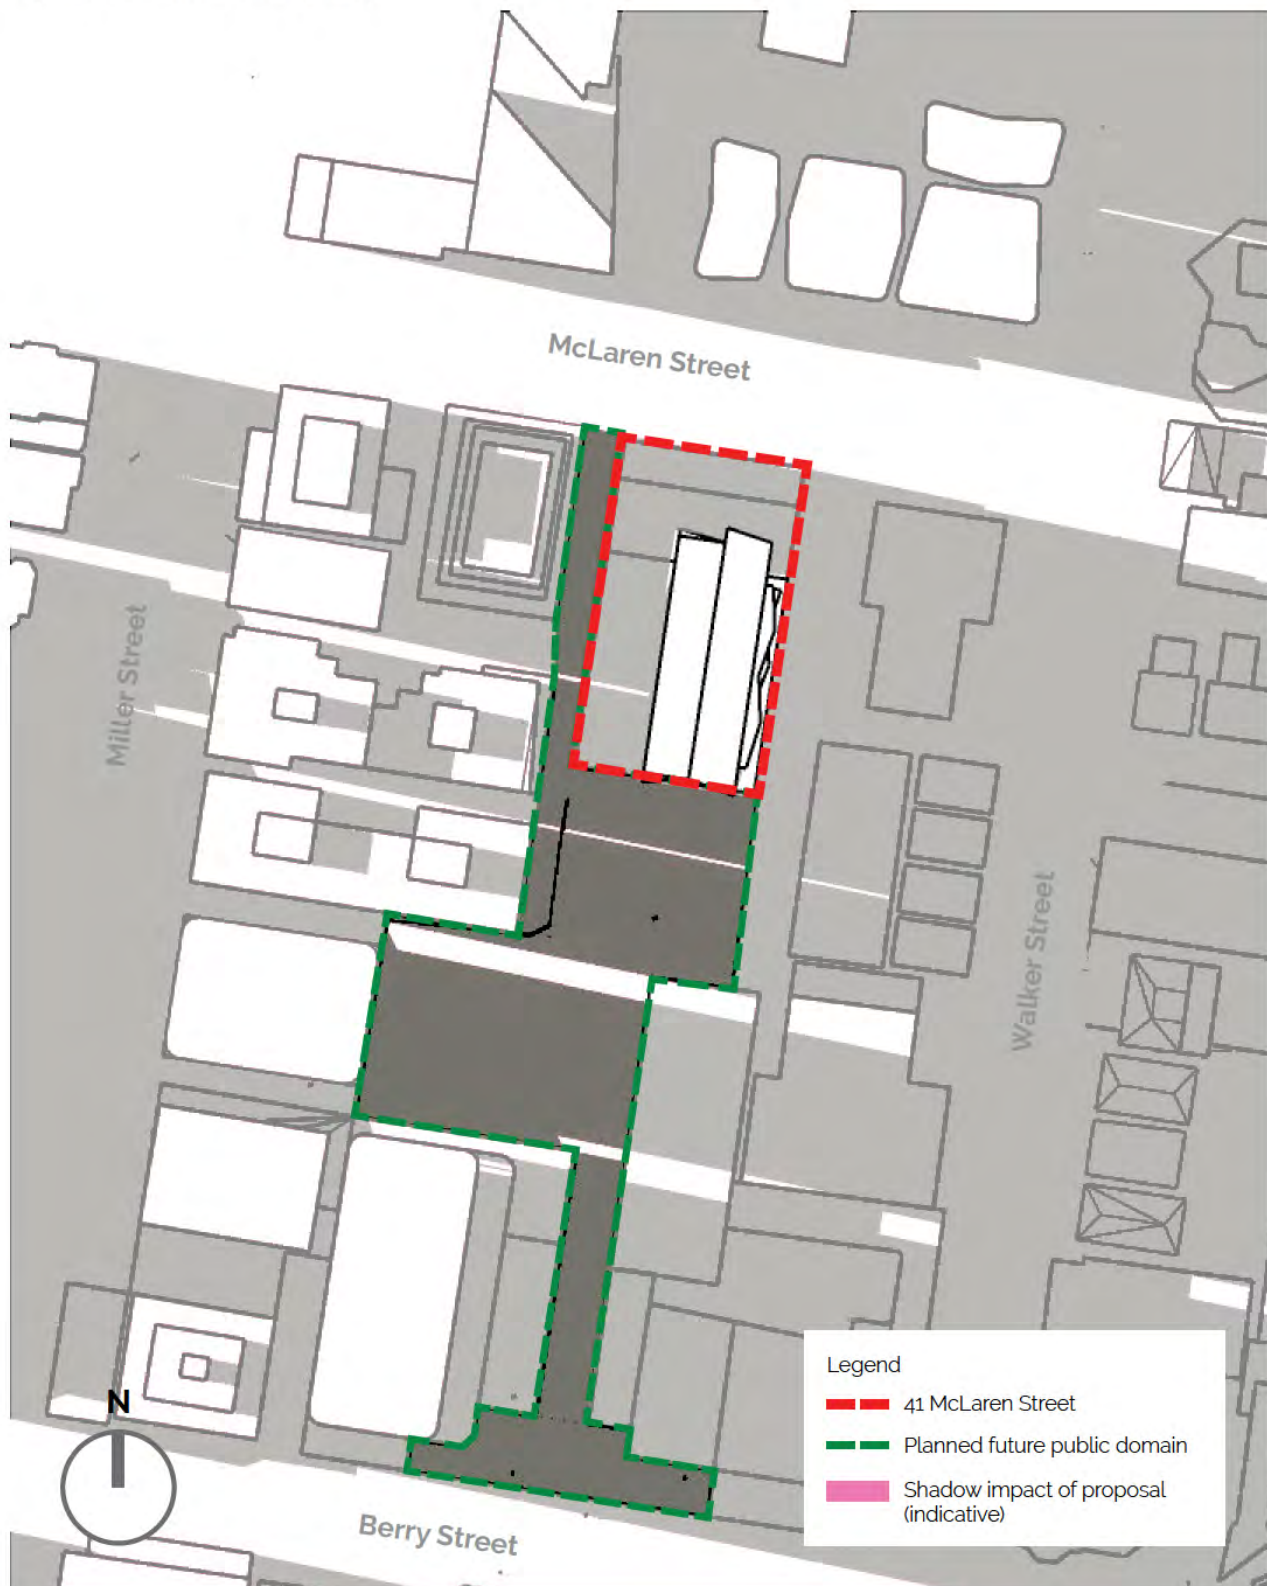 McLaren Street
Miller Street
Walker Street
Legend
41 McLaren Street
N
Planned future public domain
Shadow impact of proposal
(indicative)
Berry Street